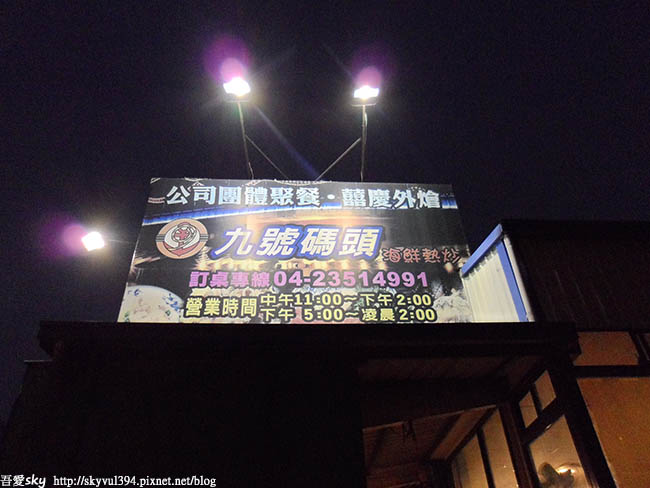 公司團體聚餐・囍慶外燴
九號碼頭 海鮮熱炒
訂桌專線 04-23514991
營業時間 中午11:00~下午2:00
下午 5:00~凌晨2:00
吾愛sky http://skyvul394.pixnet.net/blog